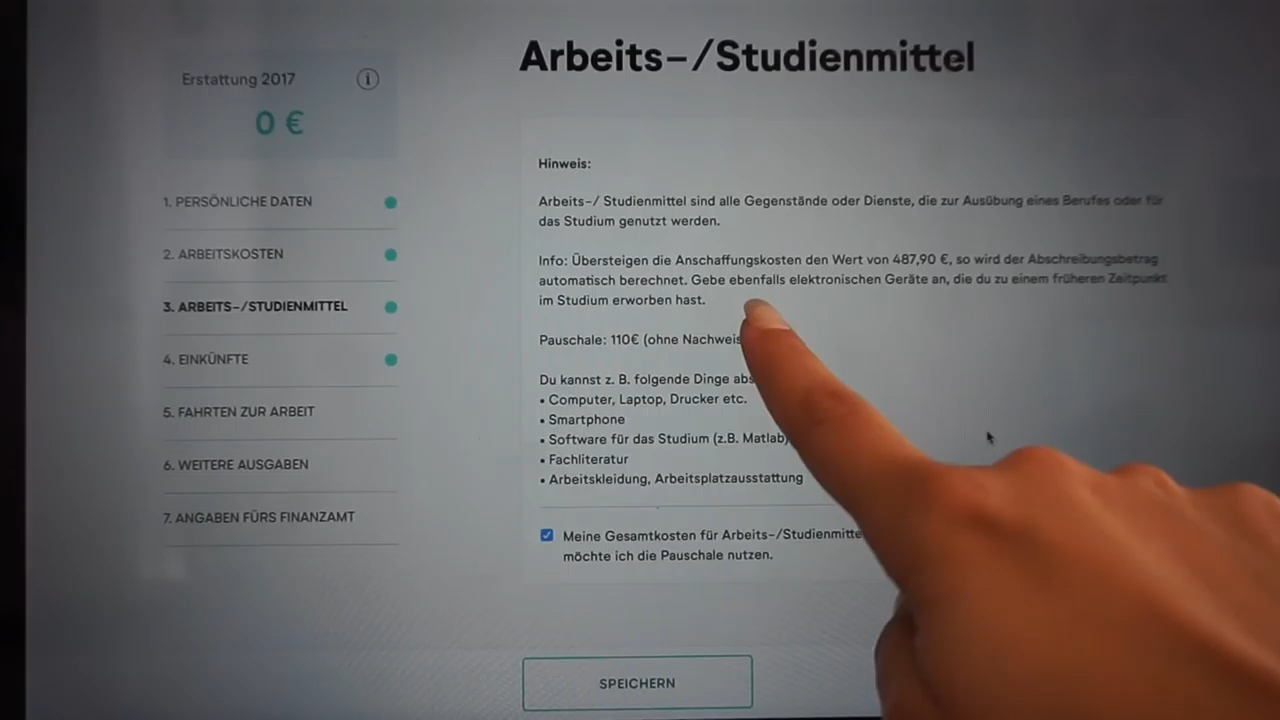 Arbeits-/Studienmittel
Erstattung 2017
0 €
1. PERSÖNLICHE DATEN
2. ARBEITSKOSTEN
3. ARBEITS-/STUDIENMITTEL
4. EINKÜNFTE
5. FAHRTEN ZUR ARBEIT
6. WEITERE AUSGABEN
7. ANGABEN FÜRS FINANZAMT
Hinweis:
Arbeits-/ Studienmittel sind alle Gegenstände oder Dienste, die zur Ausübung eines Berufes oder für
das Studium genutzt werden.
Info: Übersteigen die Anschaffungskosten den Wert von 487,90 €, so wird der Abschreibungsbetrag
automatisch berechnet. Gebe ebenfalls elektronischen Geräte an, die du zu einem früheren Zeitpunkt
im Studium erworben hast.
Pauschale: 110€ (ohne Nachweis
Du kannst z. B. folgende Dinge abs
• Computer, Laptop, Drucker etc.
• Smartphone
• Software für das Studium (z.B. Matlab)
• Fachliteratur
• Arbeitskleidung, Arbeitsplatzausstattung
Meine Gesamtkosten für Arbeits-/Studienmitte
möchte ich die Pauschale nutzen.
SPEICHERN